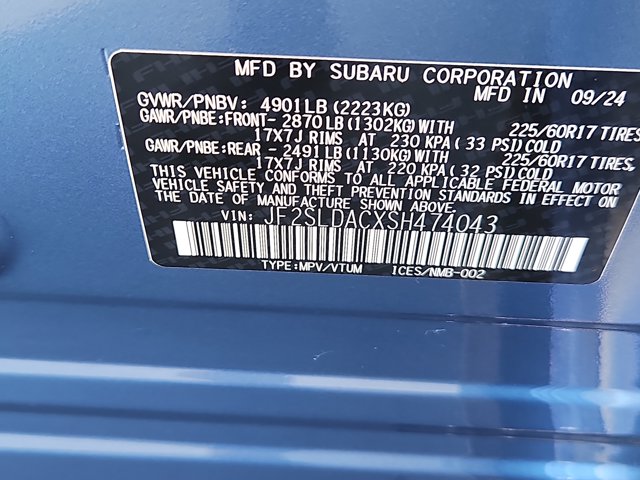 MFD BY SUBARU CORPORATION
MFD IN 09/24
GVWR/PNBV: 4901LB (2223KG)
GAWR/PNBE:FRONT- 2870LB(1302KG)WITH 225/60R17 TIRES,
17X7J RIMS AT 230 KPA( 33 PSI)COLD
GAWR/PNBE:REAR - 2491LB(1130KG)WITH 225/60R17 TIRES,
17X7J RIMS AT 220 KPA( 32 PSI)COLD
THIS VEHICLE CONFORMS TO ALL APPLICABLE FEDERAL MOTOR
VEHICLE SAFETY AND THEFT PREVENTION STANDARDS IN EFFECT ON
THE DATE OF MANUFACTURE SHOWN ABOVE.
VIN: JF2SLDACXSH474043
TYPE:MPV/VTUM ICES/NMB-002